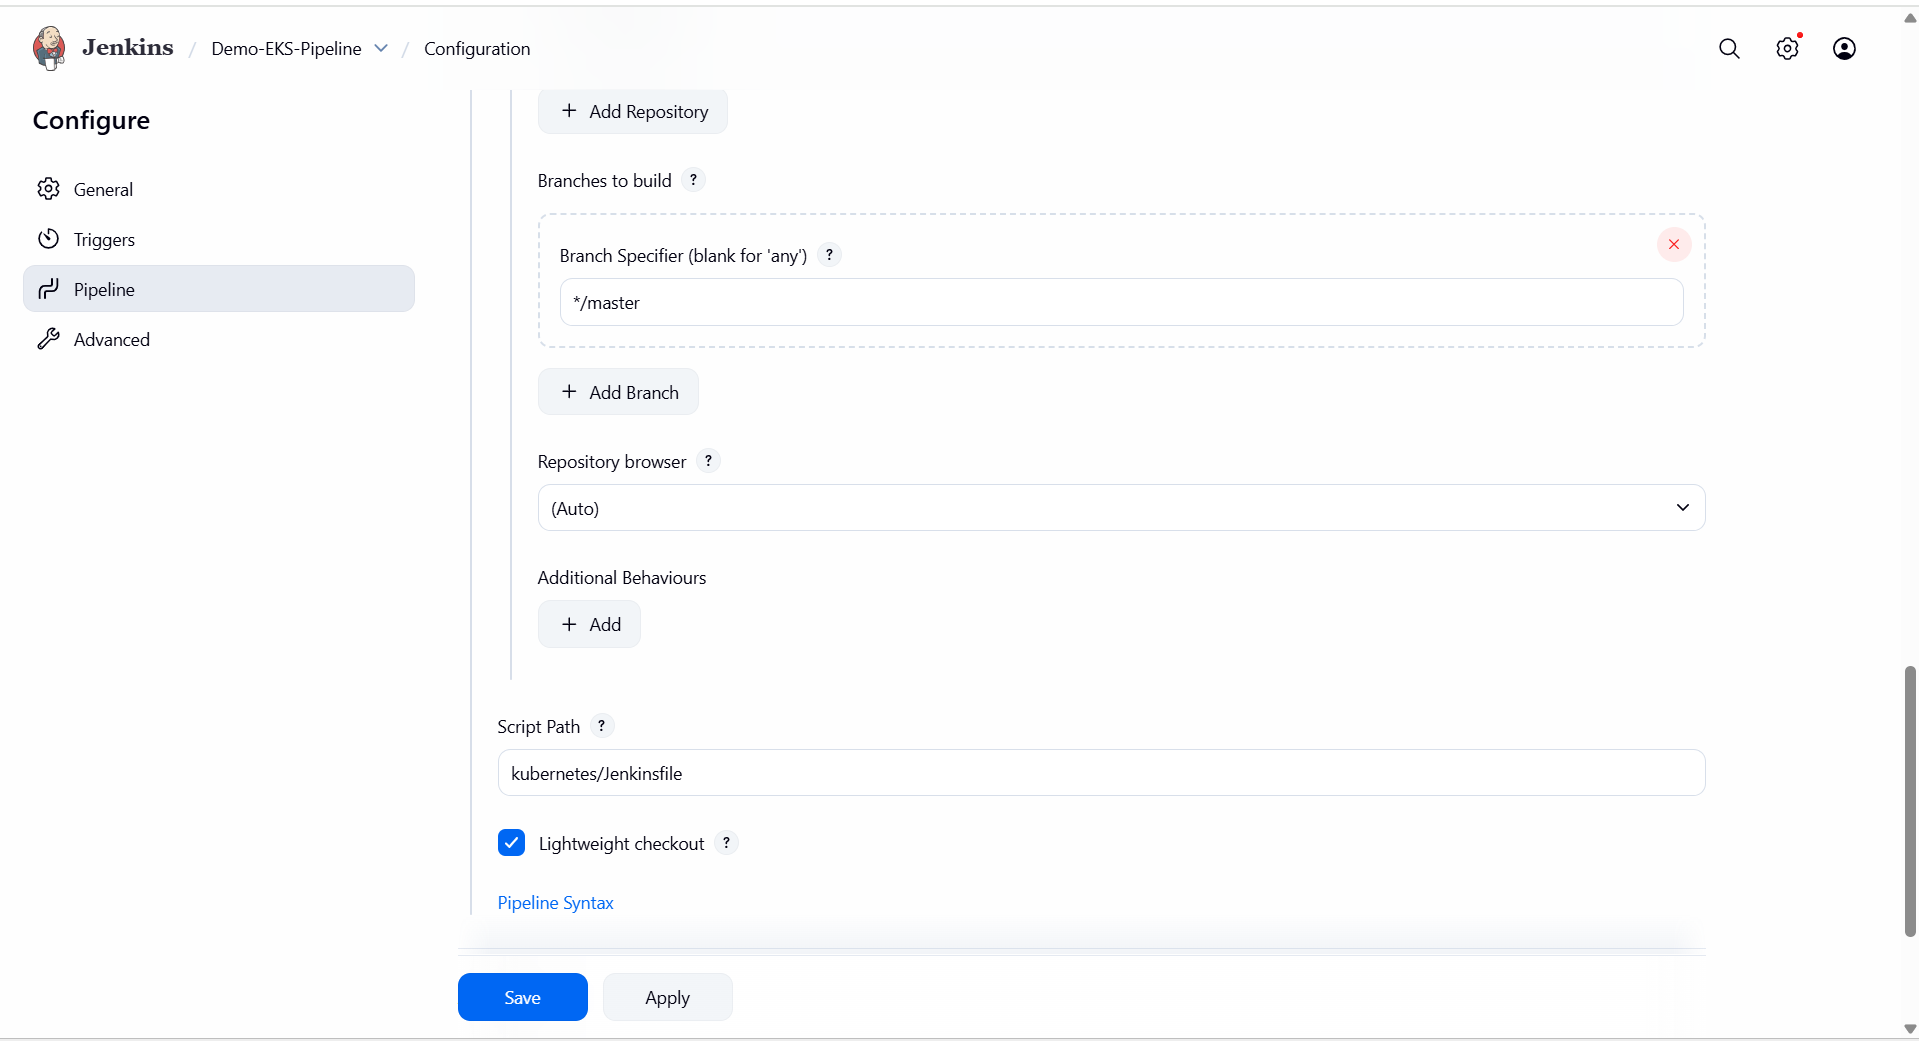 Jenkins / Demo-EKS-Pipeline / Configuration
Configure
General
Triggers
Pipeline
Advanced
+ Add Repository
Branches to build ?
Branch Specifier (blank for 'any') ?
*/master
+ Add Branch
Repository browser ?
(Auto)
Additional Behaviours
+ Add
Script Path ?
kubernetes/Jenkinsfile
Lightweight checkout ?
Pipeline Syntax
Save
Apply